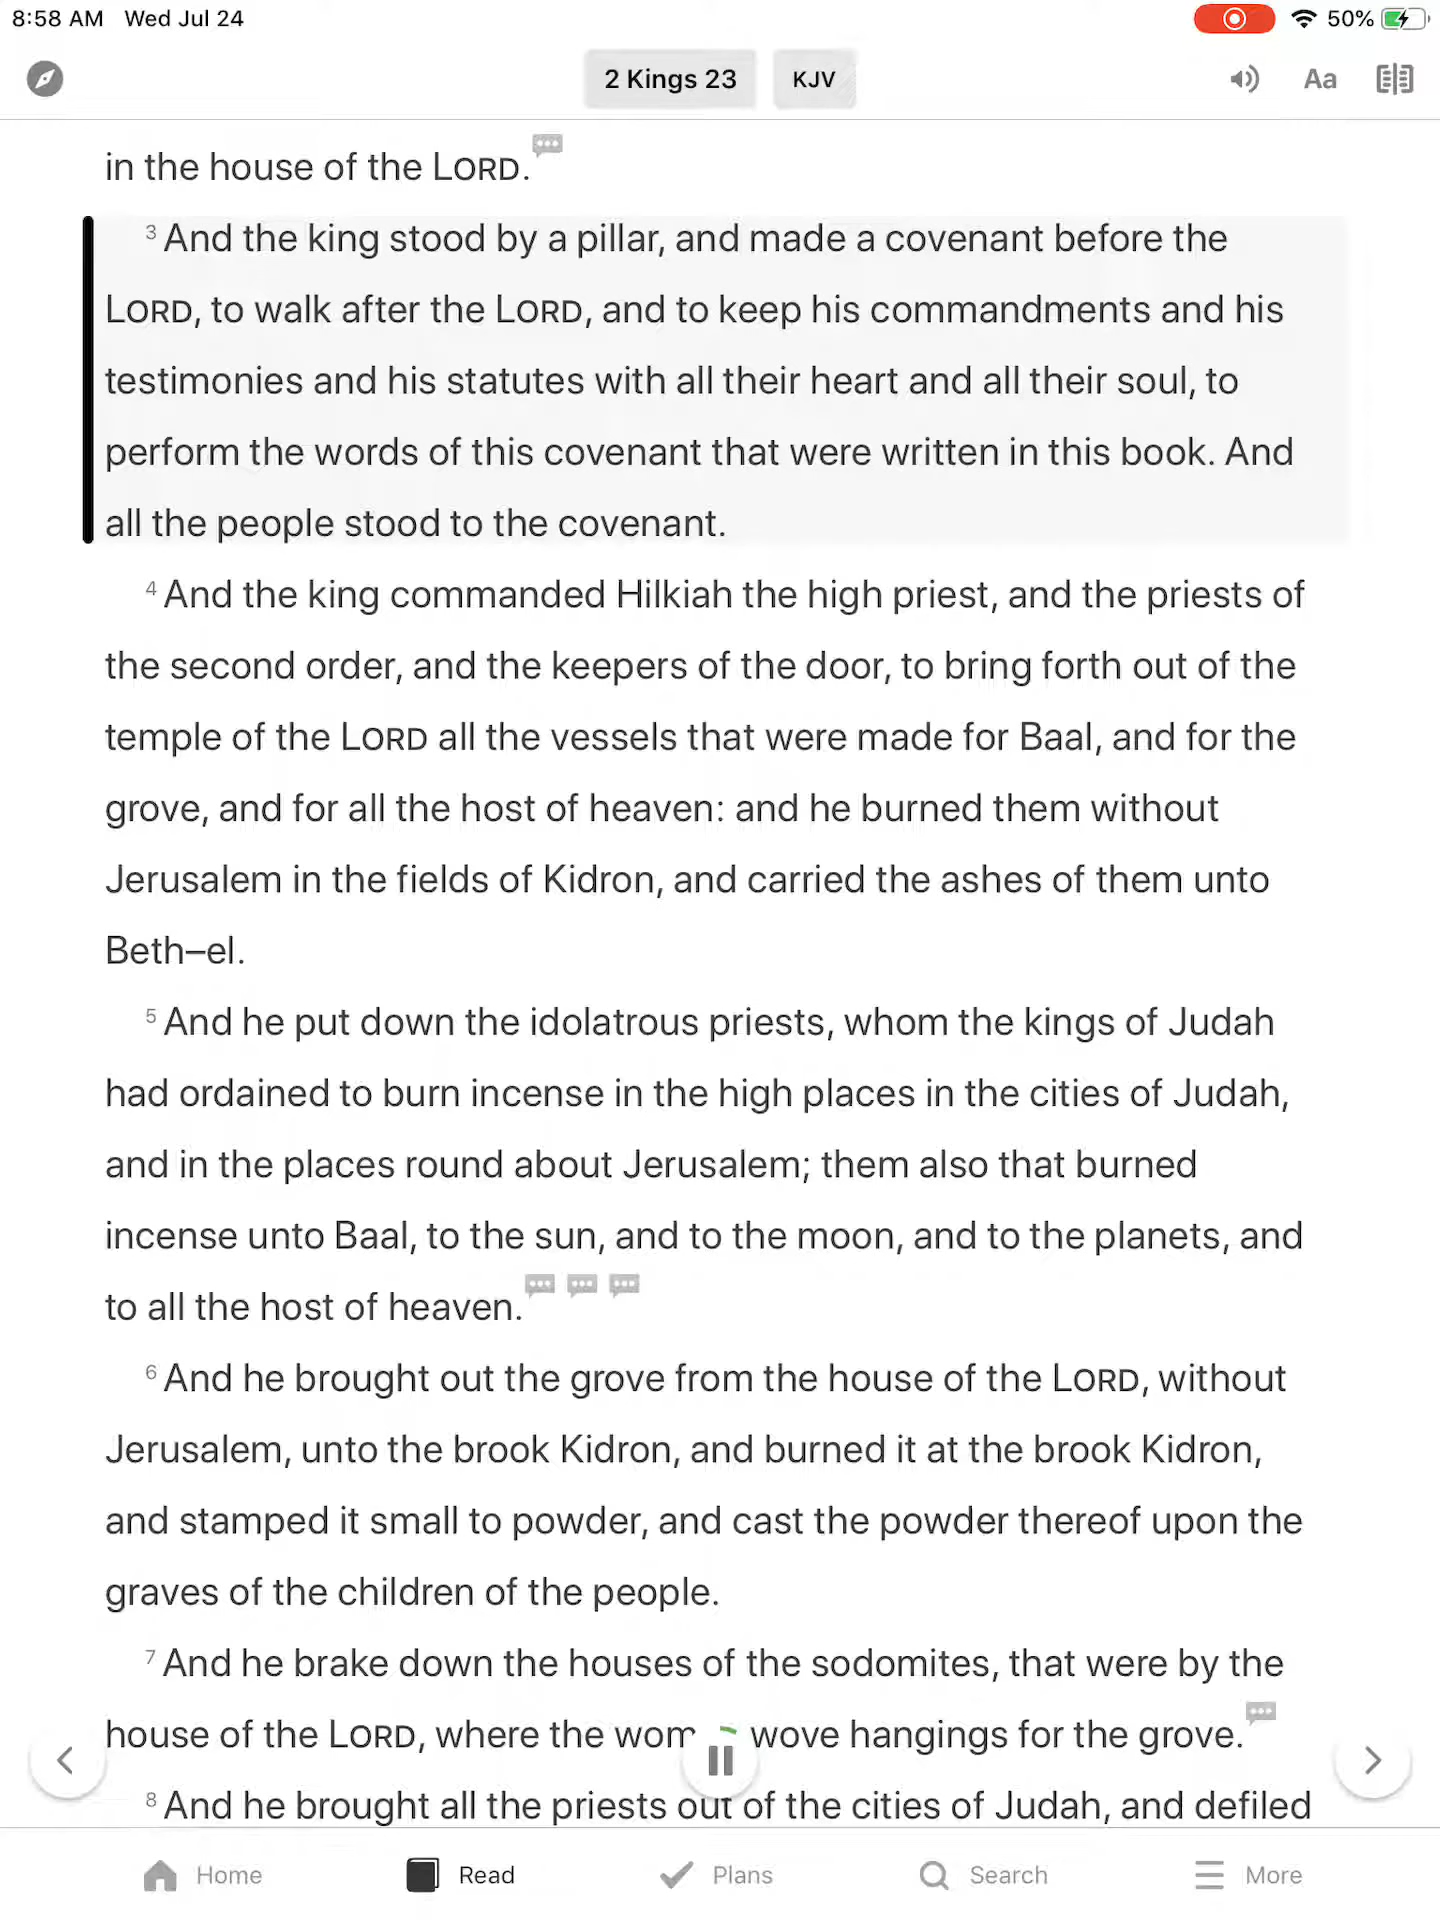 8:58 AM Wed Jul 24
50%
2 Kings 23 KJV
Aa
in the house of the LORD.
3 And the king stood by a pillar, and made a covenant before the
LORD, to walk after the LORD, and to keep his commandments and his
testimonies and his statutes with all their heart and all their soul, to
perform the words of this covenant that were written in this book. And
all the people stood to the covenant.
4 And the king commanded Hilkiah the high priest, and the priests of
the second order, and the keepers of the door, to bring forth out of the
temple of the LORD all the vessels that were made for Baal, and for the
grove, and for all the host of heaven: and he burned them without
Jerusalem in the fields of Kidron, and carried the ashes of them unto
Beth–el.
5 And he put down the idolatrous priests, whom the kings of Judah
had ordained to burn incense in the high places in the cities of Judah,
and in the places round about Jerusalem; them also that burned
incense unto Baal, to the sun, and to the moon, and to the planets, and
to all the host of heaven.
6 And he brought out the grove from the house of the LORD, without
Jerusalem, unto the brook Kidron, and burned it at the brook Kidron,
and stamped it small to powder, and cast the powder thereof upon the
graves of the children of the people.
7 And he brake down the houses of the sodomites, that were by the
house of the LORD, where the wom wove hangings for the grove.
8 And he brought all the priests out of the cities of Judah, and defiled
Home Read Plans Search More